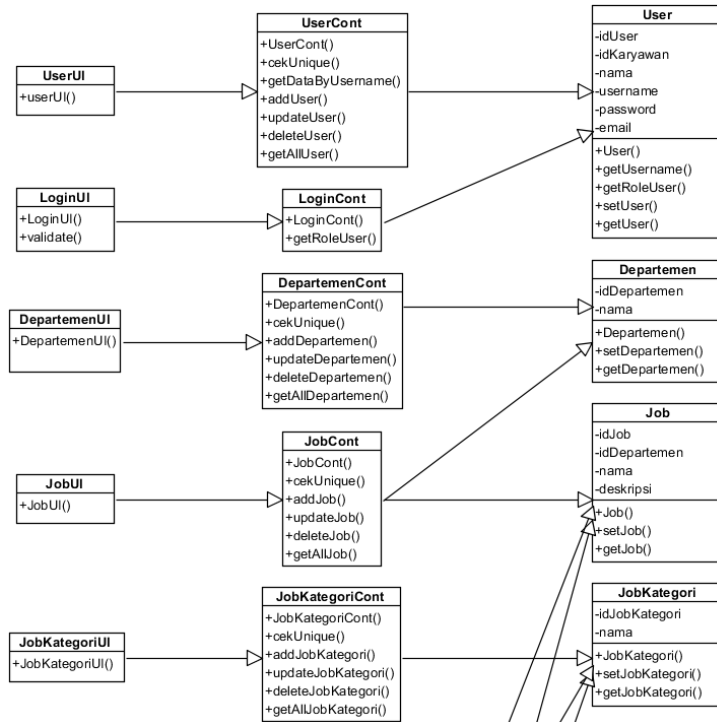 UserUI
+userUI()
UserCont
+UserCont()
+cekUnique()
+getDataByUsername()
+addUser()
+updateUser()
+deleteUser()
+getAllUser()
User
-idUser
-idKaryawan
-nama
-username
-password
-email
+User()
+getUsername()
+getRoleUser()
+setUser()
+getUser()
LoginUI
+LoginUI()
+validate()
LoginCont
+LoginCont()
+getRoleUser()
DepartemenUI
+DepartemenUI()
DepartemenCont
+DepartemenCont()
+cekUnique()
+addDepartemen()
+updateDepartemen()
+deleteDepartemen()
+getAllDepartemen()
Departemen
-idDepartemen
-nama
+Departemen()
+setDepartemen()
+getDepartemen()
JobUI
+JobUI()
JobCont
+JobCont()
+cekUnique()
+addJob()
+updateJob()
+deleteJob()
+getAllJob()
Job
-idJob
-idDepartemen
-nama
-deskripsi
+Job()
+setJob()
+getJob()
JobKategoriUI
+JobKategoriUI()
JobKategoriCont
+JobKategoriCont()
+cekUnique()
+addJobKategori()
+updateJobKategori()
+deleteJobKategori()
+getAllJobKategori()
JobKategori
-idJobKategori
-nama
+JobKategori()
+setJobKategori()
+getJobKategori()